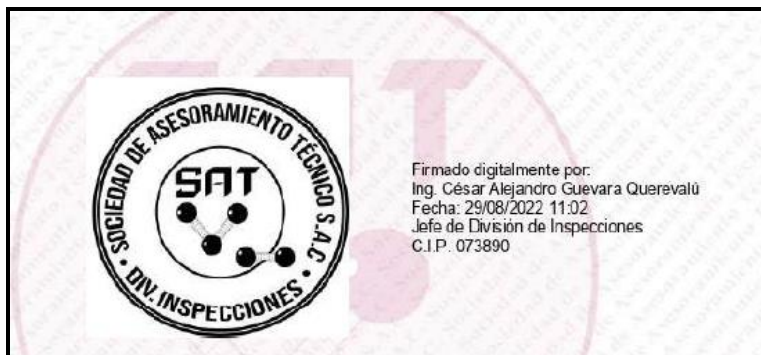 SOCIEDAD DE ASESORAMIENTO TÉCNICO S.A.C
SAT
• DIV. INSPECCIONES •
Firmado digitalmente por:
Ing. César Alejandro Guevara Querevalú
Fecha: 29/08/2022 11:02
Jefe de División de Inspecciones
C.I.P. 073890